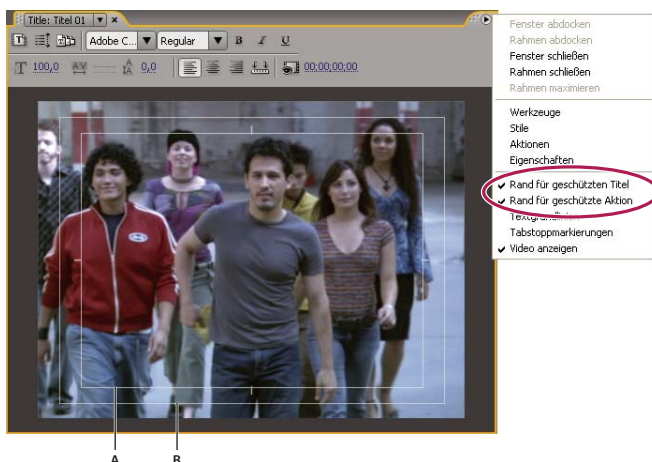 Title: Titel 01
Adobe C... Regular B I U
100,0 0,0 00;00;00;00
Fenster abdocken
Rahmen abdocken
Fenster schließen
Rahmen schließen
Rahmen maximieren
Werkzeuge
Stile
Aktionen
Eigenschaften
Rand für geschützten Titel
Rand für geschützte Aktion
Tabstoppmarkierungen
Video anzeigen
A B